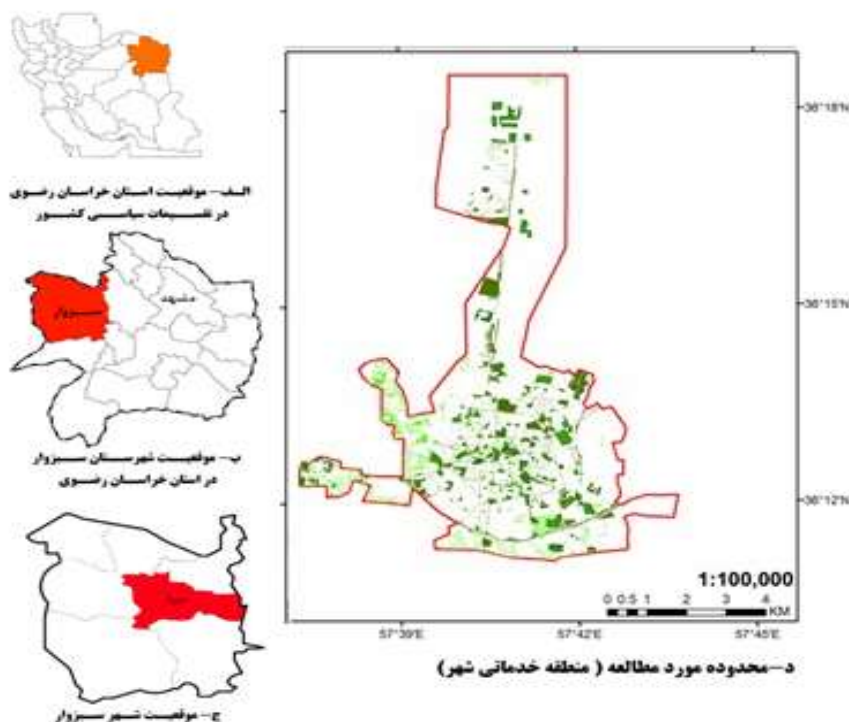 الف- موقعیت استان خراسان رضوی
در تقسیمات سیاسی کشور
مشهد
سبزوار
ب- موقعیت شهرستان سبزوار
در استان خراسان رضوی
ج- موقعیت شهر سبزوار
36°18'N
36°15'N
36°12'N
1:100,000
0 0.5 1 2 3 4
KM
57°39'E
57°42'E
57°45'E
د-محدوده مورد مطالعه ( منطقه خدماتی شهر)